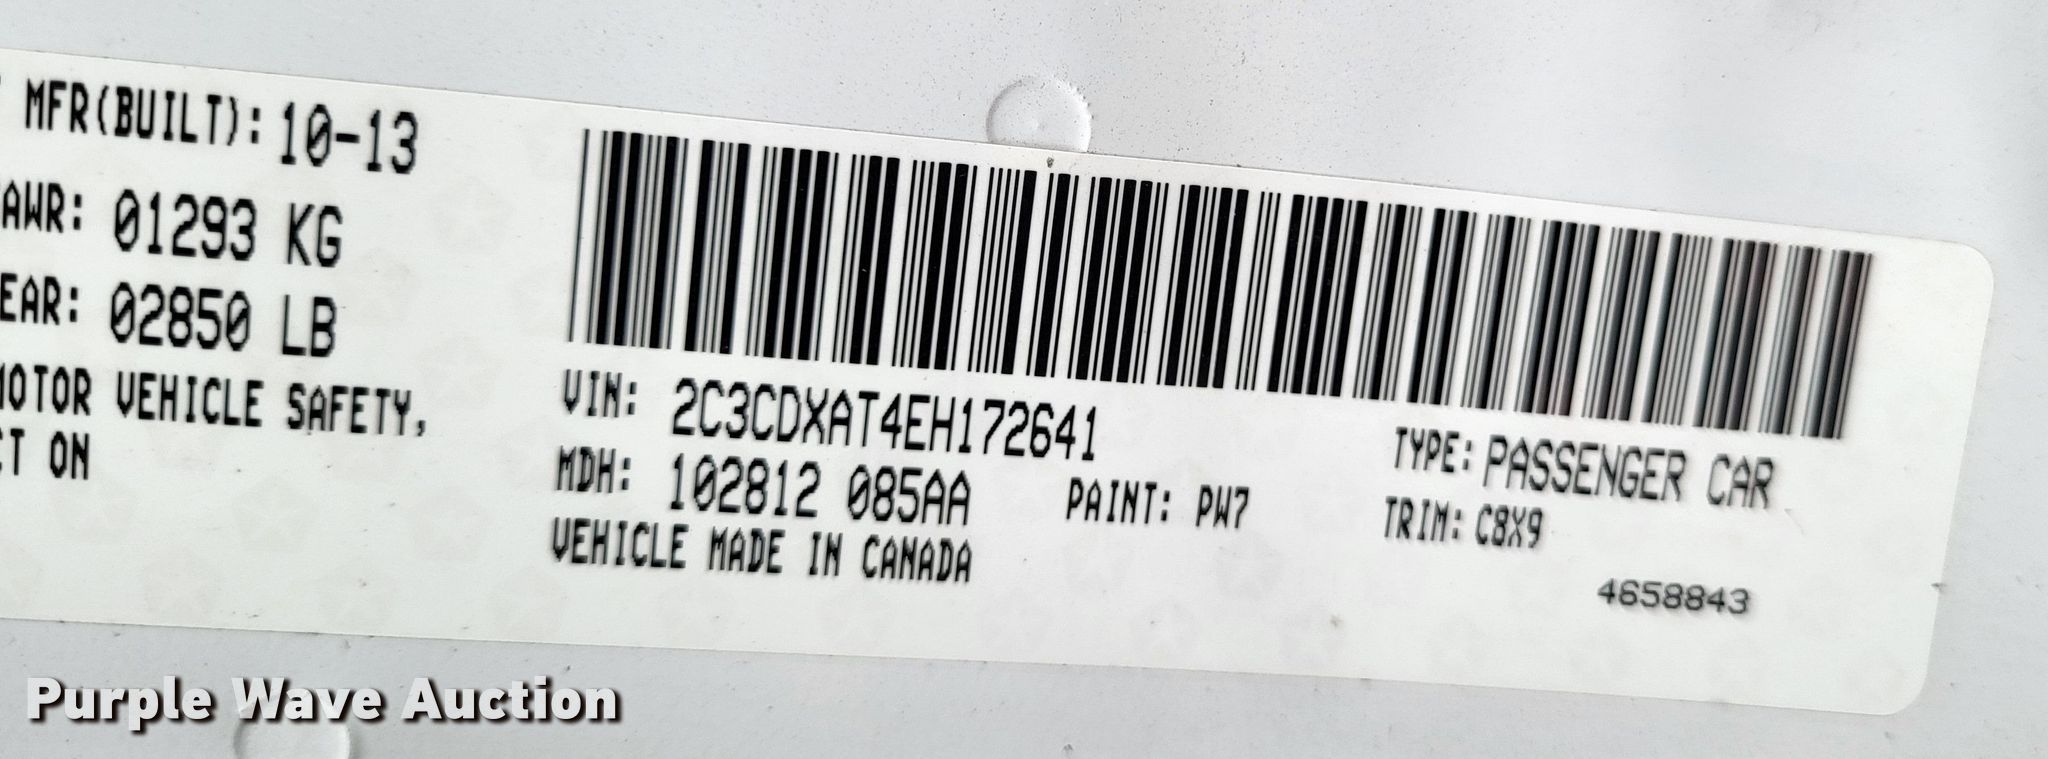 MFR(BUILT): 10-13
AWR: 01293 KG
EAR: 02850 LB
MOTOR VEHICLE SAFETY,
CT ON
VIN: 2C3CDXAT4EH172641
TYPE: PASSENGER CAR
MDH: 102812 085AA PAINT: PW7
TRIM: C8X9
VEHICLE MADE IN CANADA
4658843
Purple Wave Auction